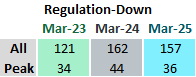 Regulation-Down
Mar-23 Mar-24 Mar-25
All 121 162 157
Peak 34 44 36